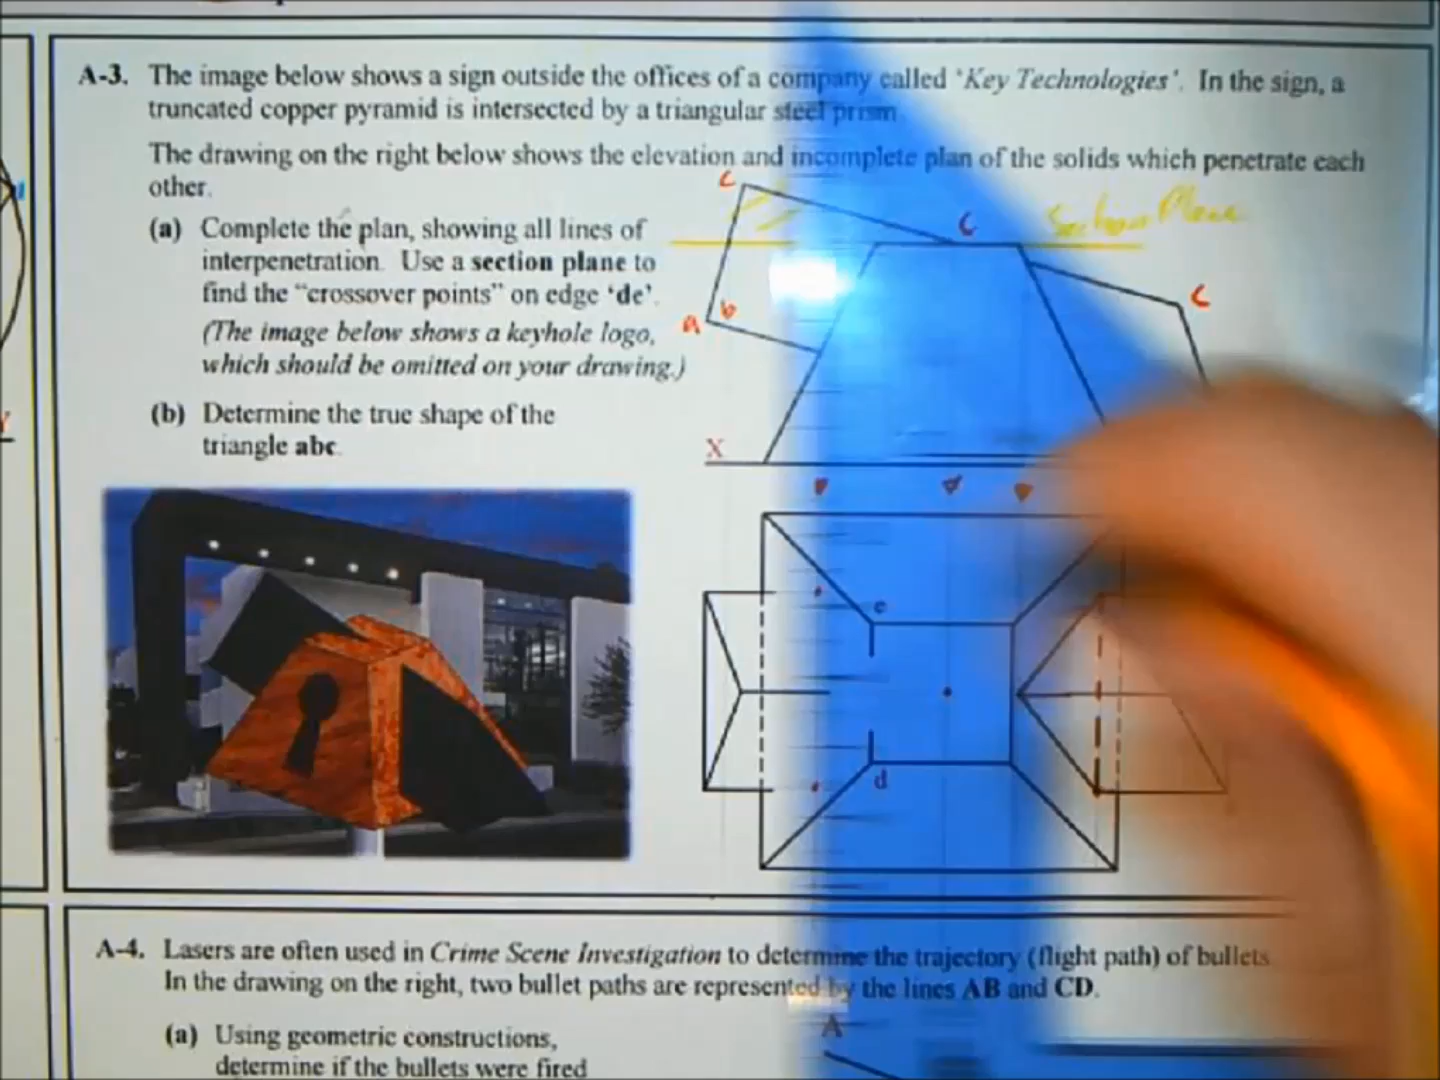 A-3. The image below shows a sign outside the offices of a company called 'Key Technologies'. In the sign, a
truncated copper pyramid is intersected by a triangular steel prism.
The drawing on the right below shows the elevation and incomplete plan of the solids which penetrate each
other.
(a) Complete the plan, showing all lines of
interpenetration. Use a section plane to
find the "crossover points" on edge 'de'.
(The image below shows a keyhole logo,
which should be omitted on your drawing.)
(b) Determine the true shape of the
triangle abc.
c
c
Section Plane
c
a
b
X
e
d
A-4. Lasers are often used in Crime Scene Investigation to determine the trajectory (flight path) of bullets.
In the drawing on the right, two bullet paths are represented by the lines AB and CD.
(a) Using geometric constructions,
determine if the bullets were fired
A